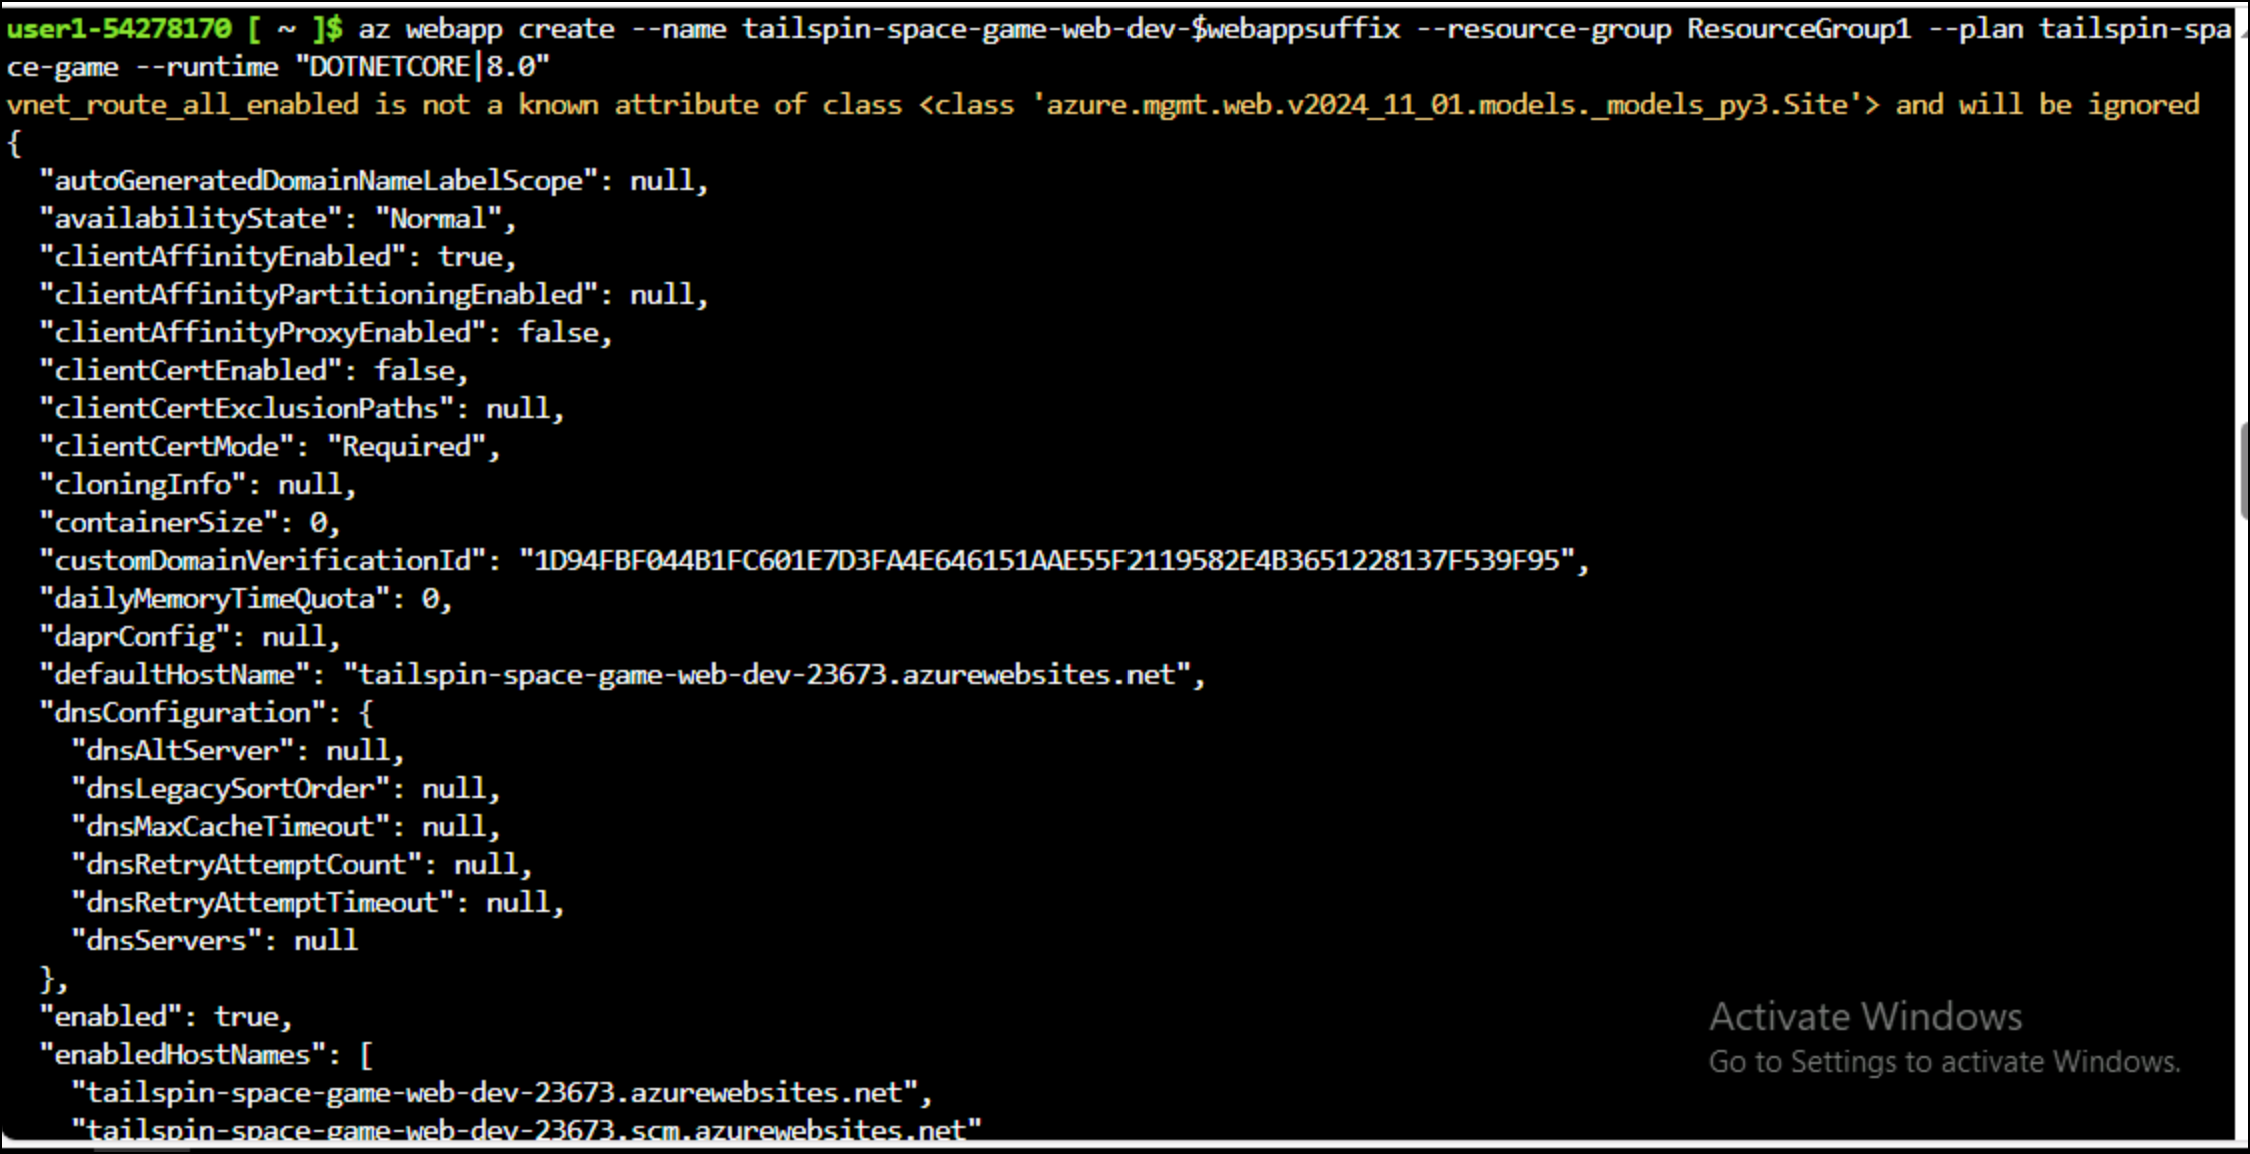 user1-54278170 [ ~ ]$ az webapp create --name tailspin-space-game-web-dev-$webappsuffix --resource-group ResourceGroup1 --plan tailspin-spa
ce-game --runtime "DOTNETCORE|8.0"
vnet_route_all_enabled is not a known attribute of class <class 'azure.mgmt.web.v2024_11_01.models._models_py3.Site'> and will be ignored
{
  "autoGeneratedDomainNameLabelScope": null,
  "availabilityState": "Normal",
  "clientAffinityEnabled": true,
  "clientAffinityPartitioningEnabled": null,
  "clientAffinityProxyEnabled": false,
  "clientCertEnabled": false,
  "clientCertExclusionPaths": null,
  "clientCertMode": "Required",
  "cloningInfo": null,
  "containerSize": 0,
  "customDomainVerificationId": "1D94FBF044B1FC601E7D3FA4E646151AAE55F2119582E4B3651228137F539F95",
  "dailyMemoryTimeQuota": 0,
  "daprConfig": null,
  "defaultHostName": "tailspin-space-game-web-dev-23673.azurewebsites.net",
  "dnsConfiguration": {
    "dnsAltServer": null,
    "dnsLegacySortOrder": null,
    "dnsMaxCacheTimeout": null,
    "dnsRetryAttemptCount": null,
    "dnsRetryAttemptTimeout": null,
    "dnsServers": null
  },
  "enabled": true,
  "enabledHostNames": [
    "tailspin-space-game-web-dev-23673.azurewebsites.net",
    "tailspin-space-game-web-dev-23673.scm.azurewebsites.net"
Activate Windows
Go to Settings to activate Windows.